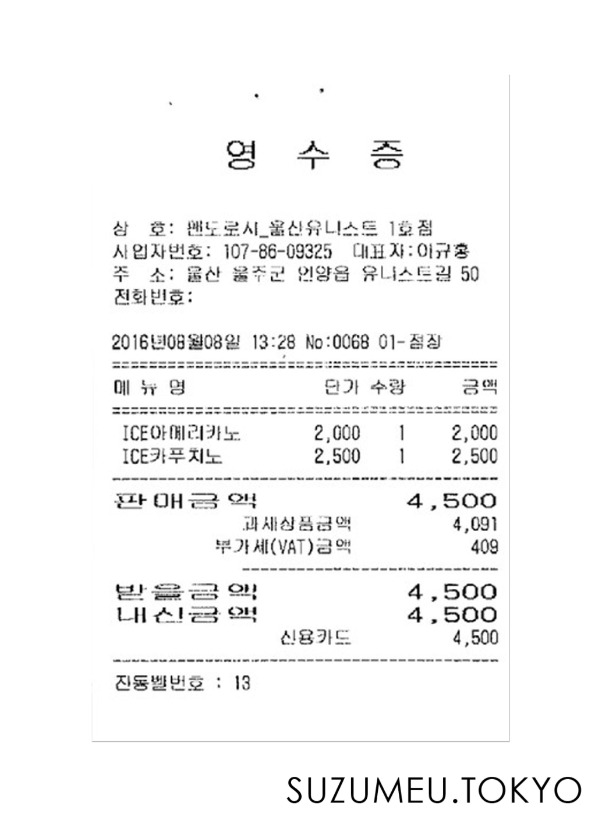 영 수 증
상 호: 팬도로시_울산유니스트 1호점
사업자번호: 107-86-09325 대표자:이규홍
주 소: 울산 울주군 언양읍 유니스트길 50
전화번호:
2016년08월08일 13:28 No:0068 01-점장
메 뉴 명 단가 수량 금액
ICE아메리카노 2,000 1 2,000
ICE카푸치노 2,500 1 2,500
판매금액 4,500
과세상품금액 4,091
부가세(VAT)금액 409
받을금액 4,500
내신금액 4,500
신용카드 4,500
진동벨번호 : 13
SUZUMEU.TOKYO